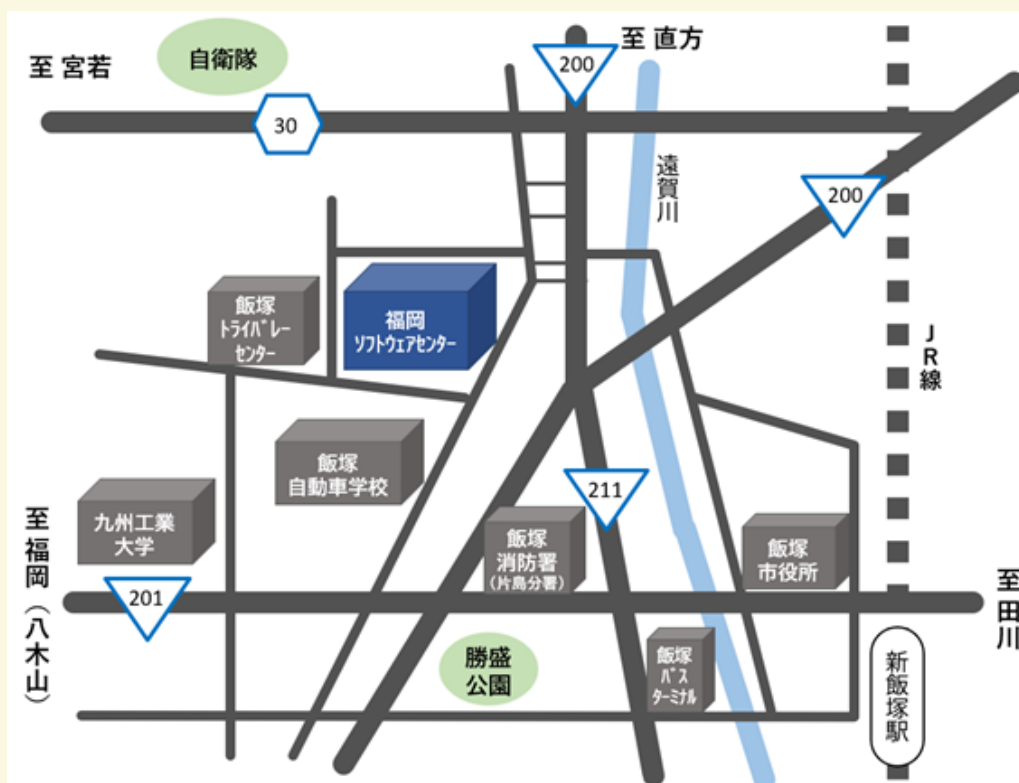 至 宮若
自衛隊
200
至 直方
30
遠賀川
200
飯塚
トライバレー
センター
福岡
ソフトウェアセンター
JR線
飯塚
自動車学校
211
九州工業
大学
飯塚
消防署
(片島分署)
飯塚
市役所
至 福岡 (八木山)
201
至 田川
勝盛
公園
飯塚
バス
ターミナル
新飯塚駅